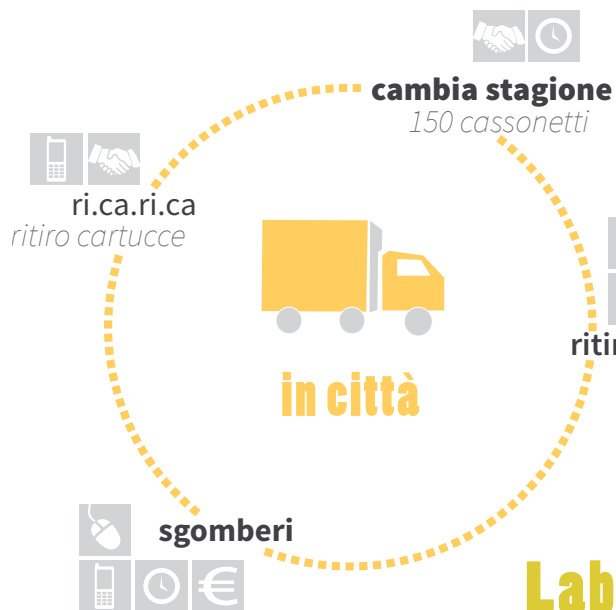 cambia stagione
150 cassonetti
ri.ca.ri.ca
ritiro cartucce
in città
sgomberi
€